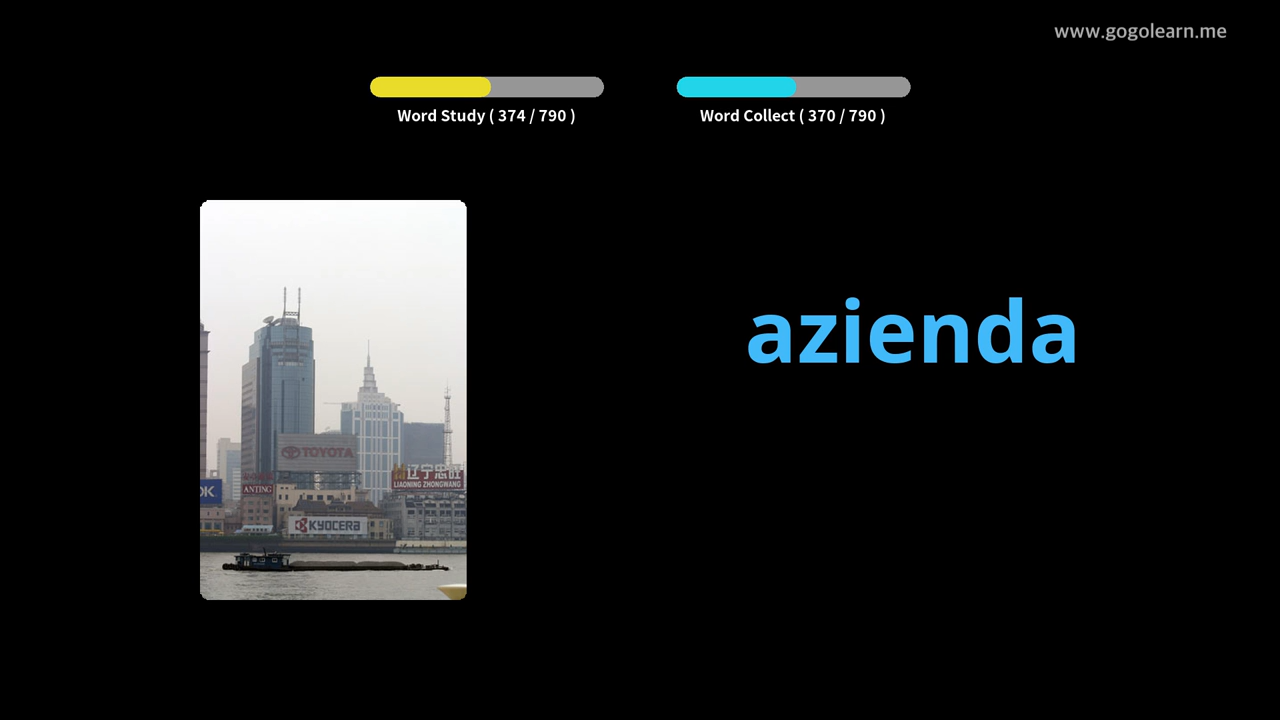 www.gogolearn.me
Word Study ( 374 / 790 )
Word Collect ( 370 / 790 )
azienda
TOYOTA
辽宁忠旺
LIAONING ZHONGWANG
OK
ANTING
KYOCERA